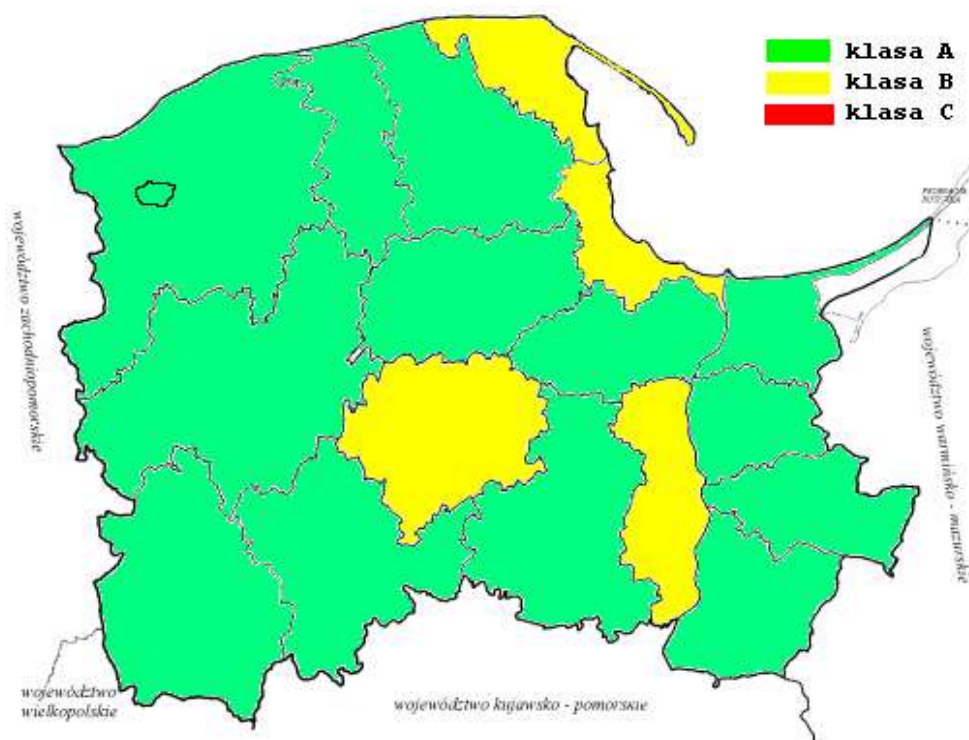 klasa A
klasa B
klasa C
województwo zachodniopomorskie
województwo warmińsko - mazurskie
województwo
wielkopolskie
województwo kujawsko - pomorskie